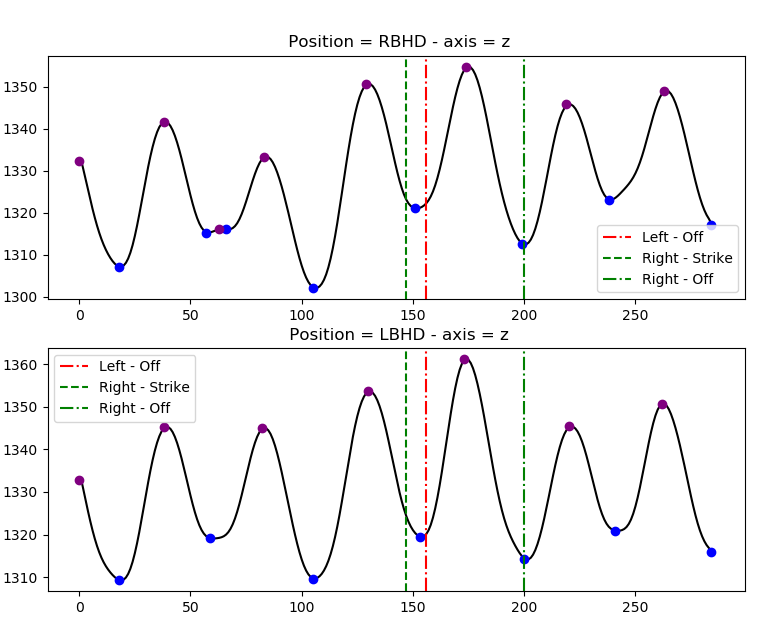 Position = RBHD - axis = z
1350
1340
1330
1320
1310
1300
Left - Off
Right - Strike
Right - Off
0 50 100 150 200 250
Position = LBHD - axis = z
1360
1350
1340
1330
1320
1310
Left - Off
Right - Strike
Right - Off
0 50 100 150 200 250